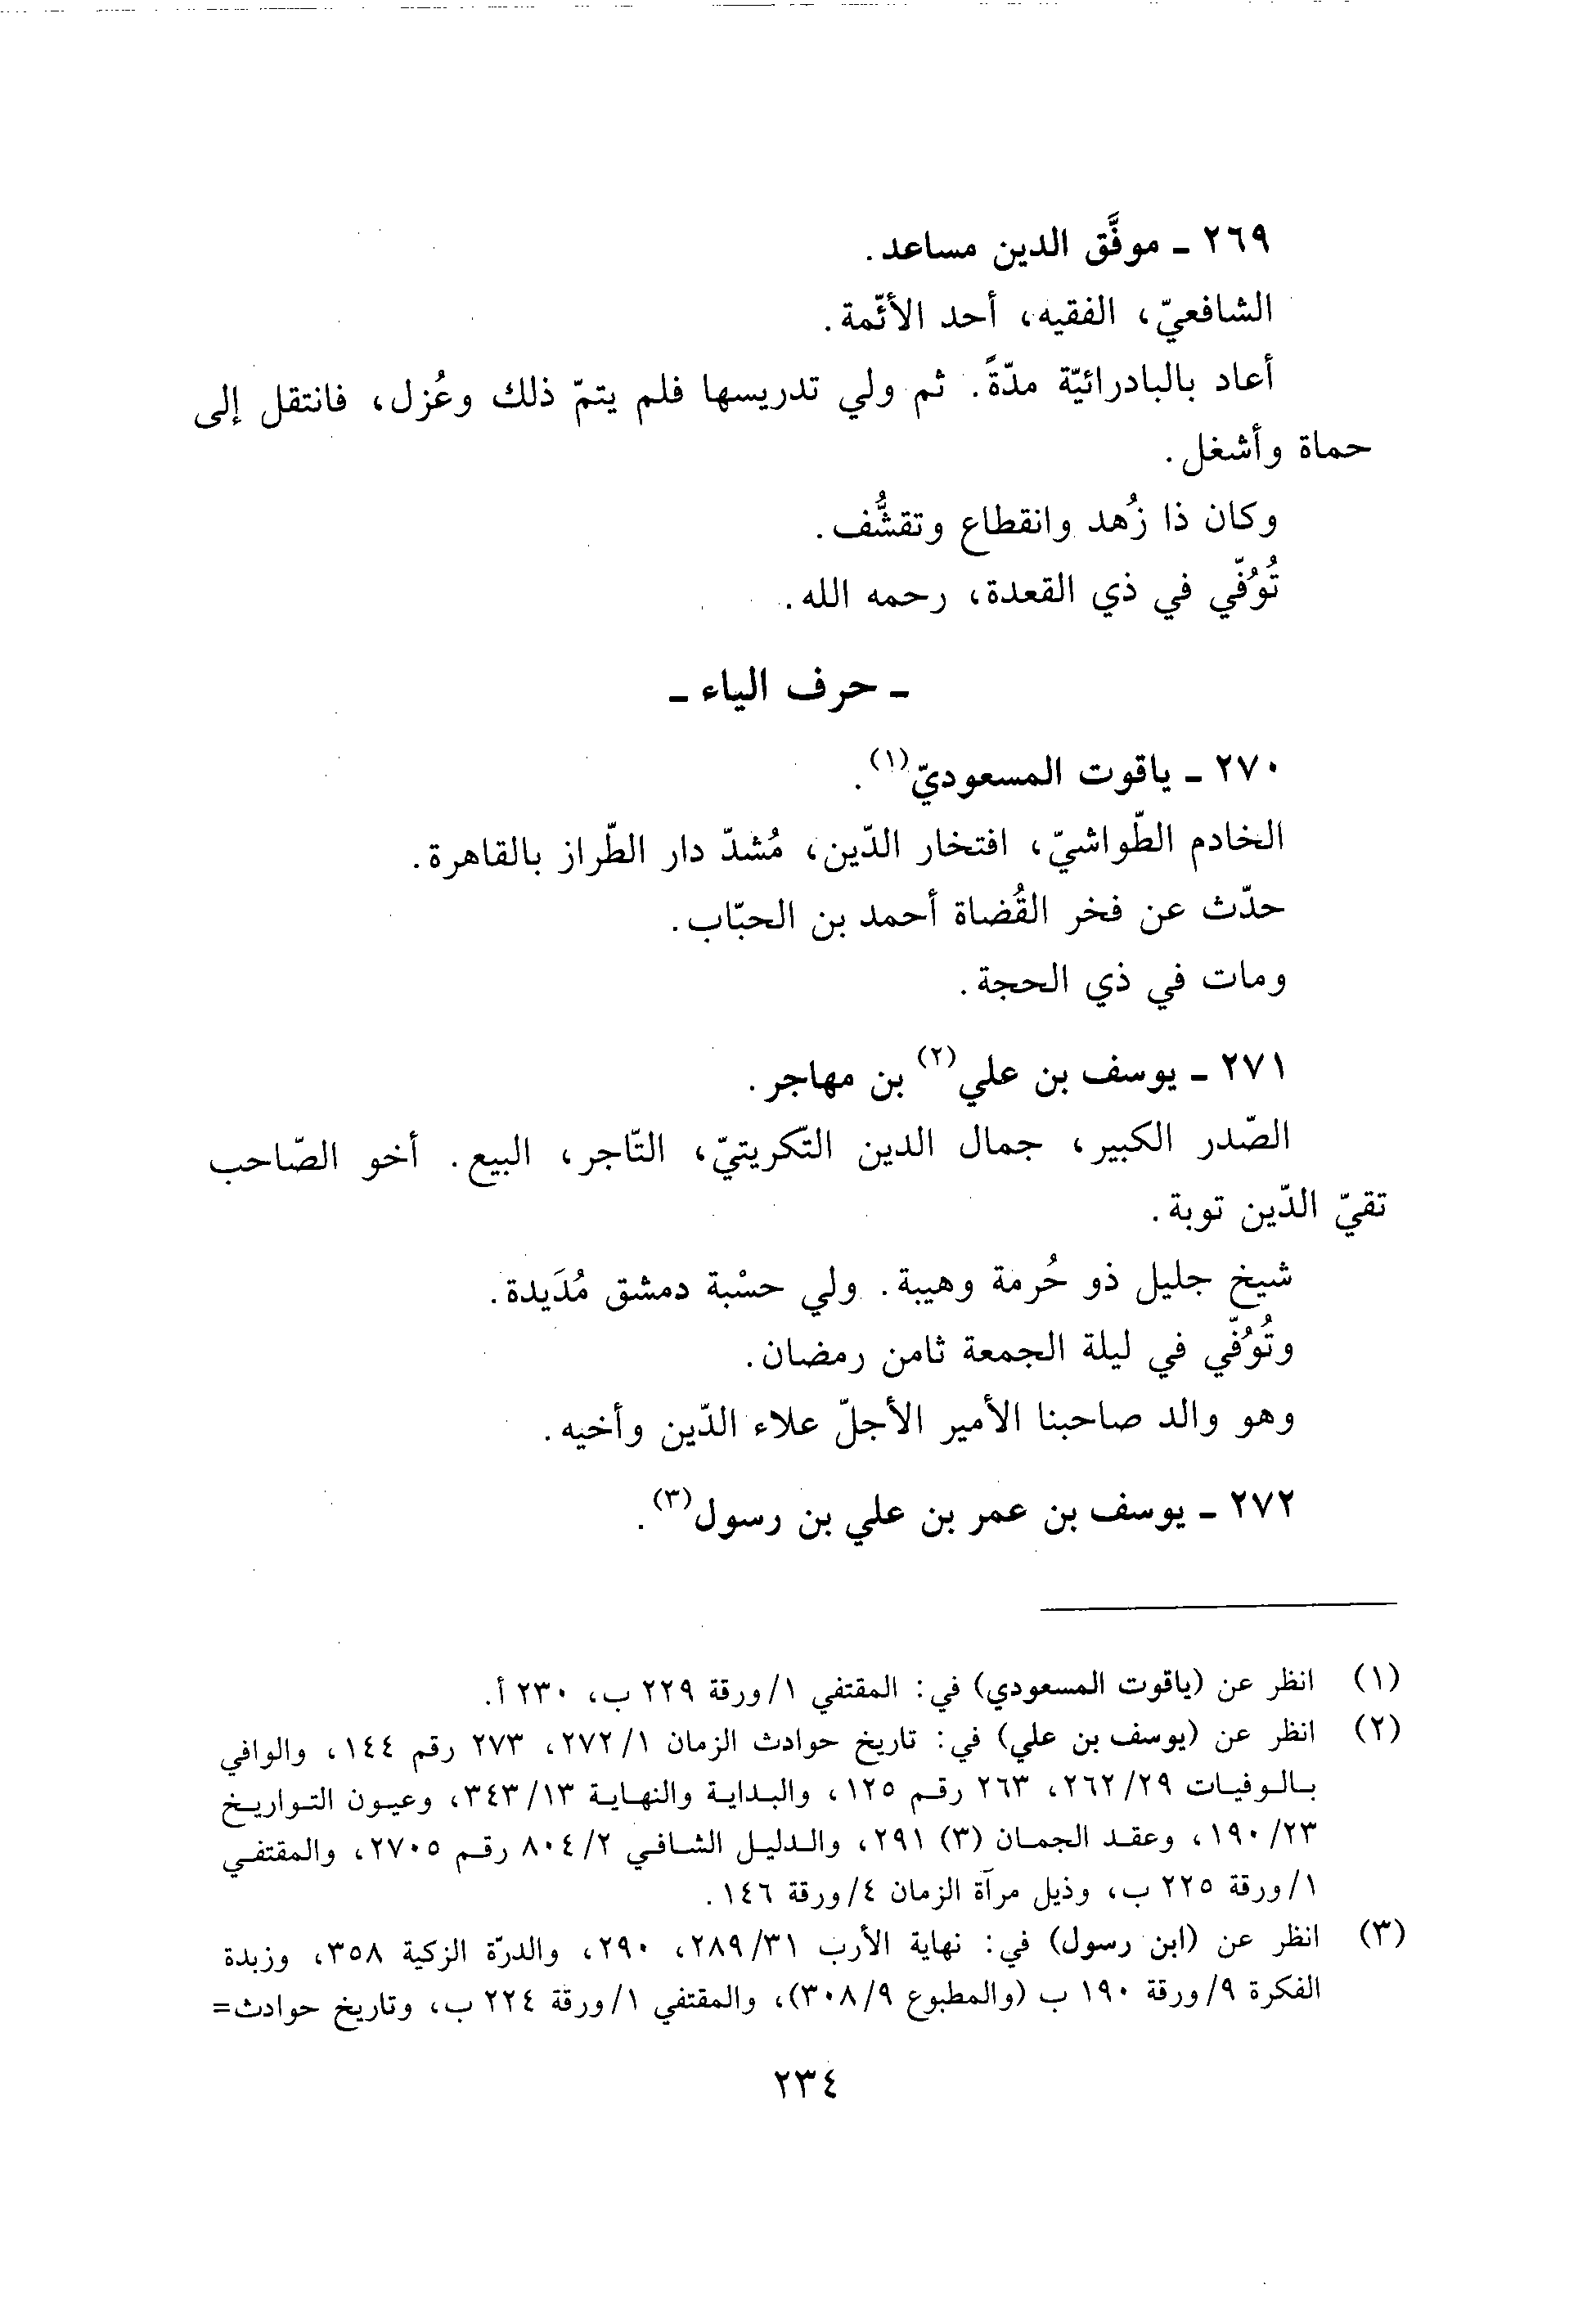 ٢٦٩ ـ موفَّق الدين مساعد.
الشافعيّ، الفقيه، أحد الأئّمة.
أعاد بالبادرائيّة مدّةً. ثم ولي تدريسها فلم يتمّ ذلك وعُزل، فانتقل إلى
حماة وأشغل.
وكان ذا زُهد وانقطاع وتقشُّف.
تُوُفّي في ذي القعدة، رحمه الله.
ـ حرف الياء ـ
٢٧٠ ـ ياقوت المسعوديّ(١).
الخادم الطّواشيّ، افتخار الدّين، مُشدّ دار الطّراز بالقاهرة.
حدّث عن فخر القُضاة أحمد بن الحبّاب.
ومات في ذي الحجة.
٢٧١ ـ يوسف بن علي(٢) بن مهاجر.
الصّدر الكبير، جمال الدين التّكريتيّ، التّاجر، البيع. أخو الصّاحب
تقيّ الدّين توبة.
شيخ جليل ذو حُرمة وهيبة. ولي حسْبة دمشق مُدَيدة.
وتُوُفّي في ليلة الجمعة ثامن رمضان.
وهو والد صاحبنا الأمير الأجلّ علاء الدّين وأخيه.
٢٧٢ ـ يوسف بن عمر بن علي بن رسول(٣).
(١) انظر عن (ياقوت المسعودي) في: المقتفي ١/ورقة ٢٢٩ ب، ٢٣٠ أ.
(٢) انظر عن (يوسف بن علي) في: تاريخ حوادث الزمان ١/٢٧٢، ٢٧٣ رقم ١٤٤، والوافي
بالوفيات ٢٩/٢٦٢، ٢٦٣ رقم ١٢٥، والبداية والنهاية ١٣/٣٤٣، وعيون التواريخ
٢٣/١٩٠، وعقد الجمان (٣) ٢٩١، والدليل الشافي ٢/٨٠٤ رقم ٢٧٠٥، والمقتفي
١/ورقة ٢٢٥ ب، وذيل مرآة الزمان ٤/ورقة ١٤٦.
(٣) انظر عن (ابن رسول) في: نهاية الأرب ٣١/٢٨٩، ٢٩٠، والدرّة الزكية ٣٥٨، وزبدة
الفكرة ٩/ورقة ١٩٠ ب (والمطبوع ٩/٣٠٨)، والمقتفي ١/ورقة ٢٢٤ ب، وتاريخ حوادث=
٢٣٤